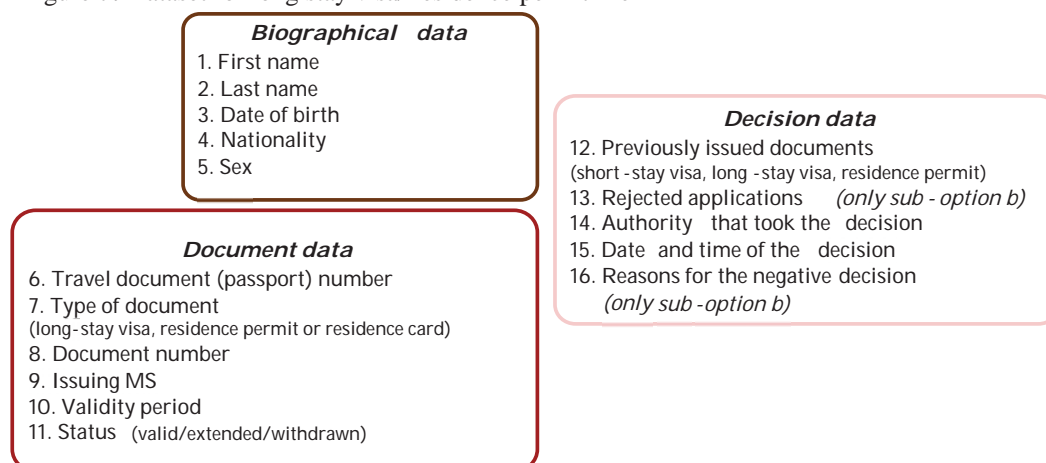 Biographical data
1. First name
2. Last name
3. Date of birth
4. Nationality
5. Sex
Document data
6. Travel document (passport) number
7. Type of document
(long-stay visa, residence permit or residence card)
8. Document number
9. Issuing MS
10. Validity period
11. Status (valid/extended/withdrawn)
Decision data
12. Previously issued documents
(short -stay visa, long -stay visa, residence permit)
13. Rejected applications (only sub - option b)
14. Authority that took the decision
15. Date and time of the decision
16. Reasons for the negative decision
(only sub -option b)